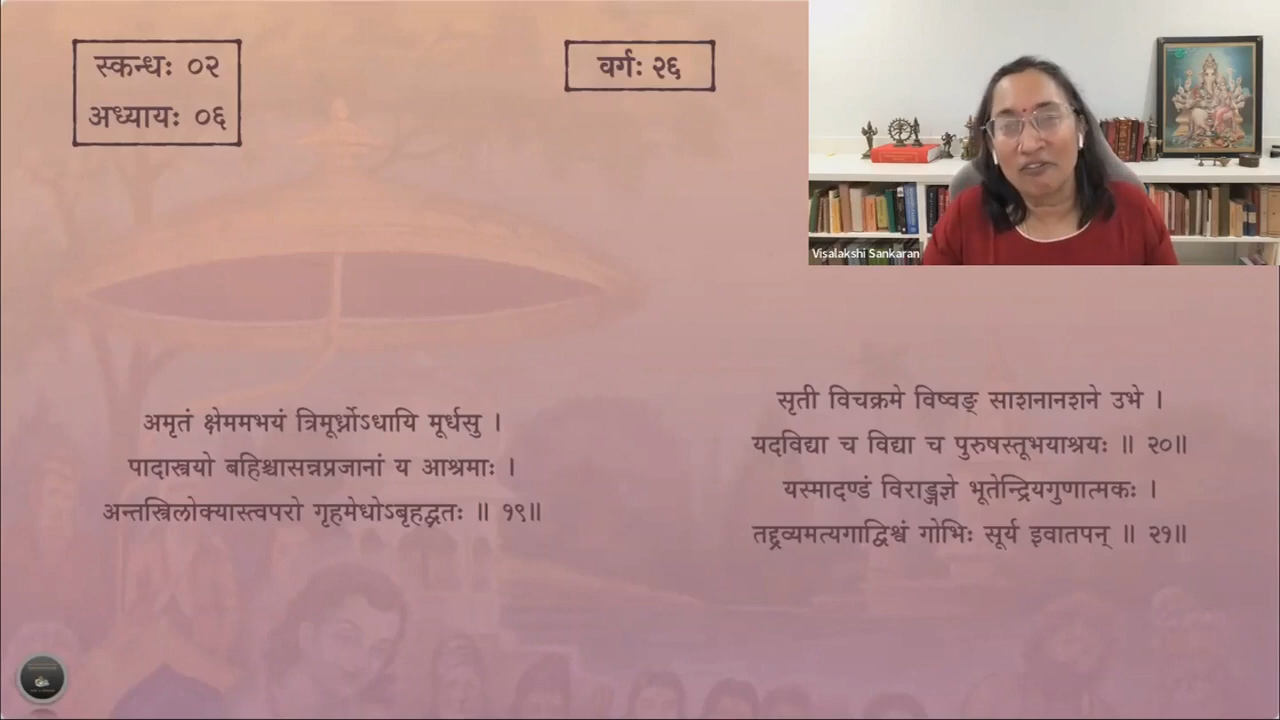 स्कन्धः ०२
अध्यायः ०६
वर्गः २६
Visalakshi Sankaran
अमृतं क्षेममभयं त्रिमूर्ध्नोऽधायि मूर्धसु ।
पादास्त्रयो बहिश्चासन्नप्रजानां य आश्रमाः ।
अन्तस्त्रिलोक्यास्त्वपरो गृहमेधोऽबृहद्व्रतः ॥ १९॥
सृती विचक्रमे विष्वङ् साशनानशने उभे ।
यदविद्या च विद्या च पुरुषस्तूभयाश्रयः ॥ २०॥
यस्मादण्डं विराड्जज्ञे भूतेन्द्रियगुणात्मकः ।
तद्द्रव्यमत्यगाद्विश्वं गोभिः सूर्य इवातपन् ॥ २१॥